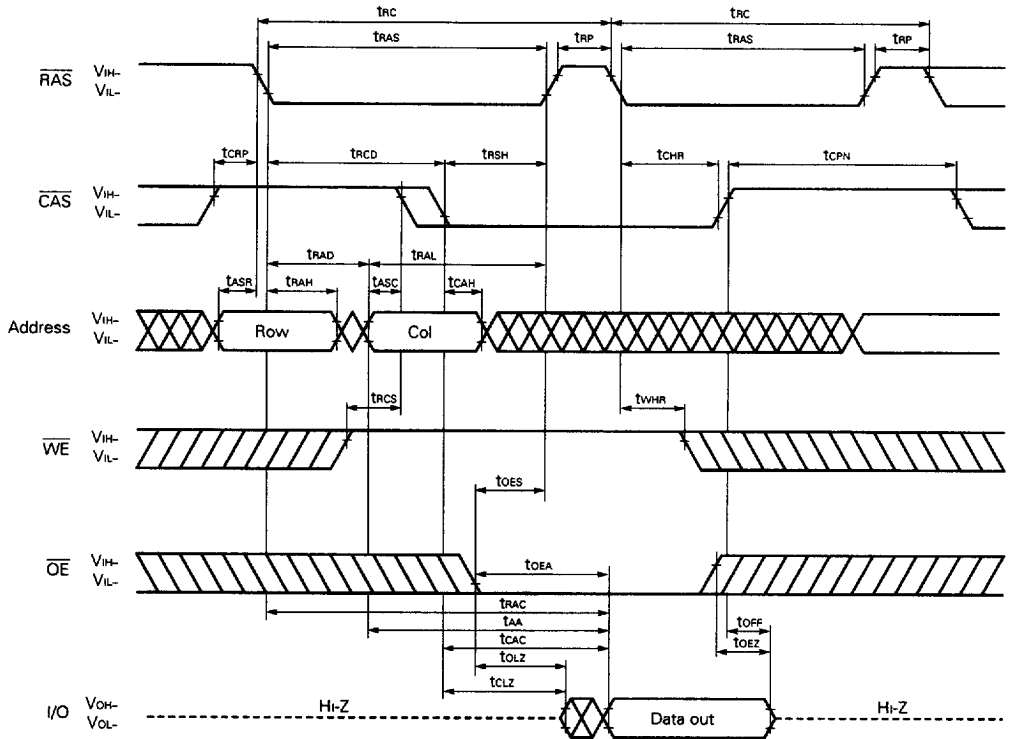 tRC tRC
tRAS tRP tRAS tRP
RAS VIH–
VIL–
tCRP tRCD tRSH tCHR tCPN
CAS VIH–
VIL–
tRAD tRAL
tASR tRAH tASC tCAH
Address VIH–
VIL–
Row Col
tRCS tWHR
WE VIH–
VIL–
tOES
OE VIH–
VIL–
tOEA
tRAC
tAA
tCAC
tOFF
tOLZ tOEZ
tCLZ
I/O VOH–
VOL–
Hi-Z Data out Hi-Z